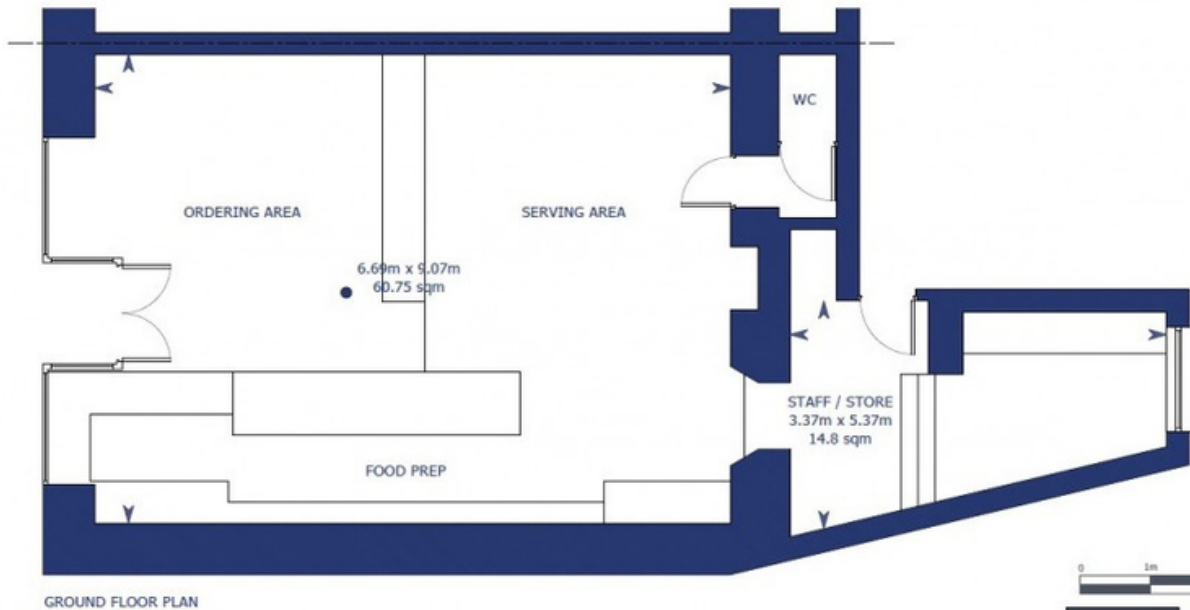 WC
ORDERING AREA
SERVING AREA
6.69m x 9.07m
60.75 sqm
STAFF / STORE
3.37m x 5.37m
14.8 sqm
FOOD PREP
0 1m
GROUND FLOOR PLAN